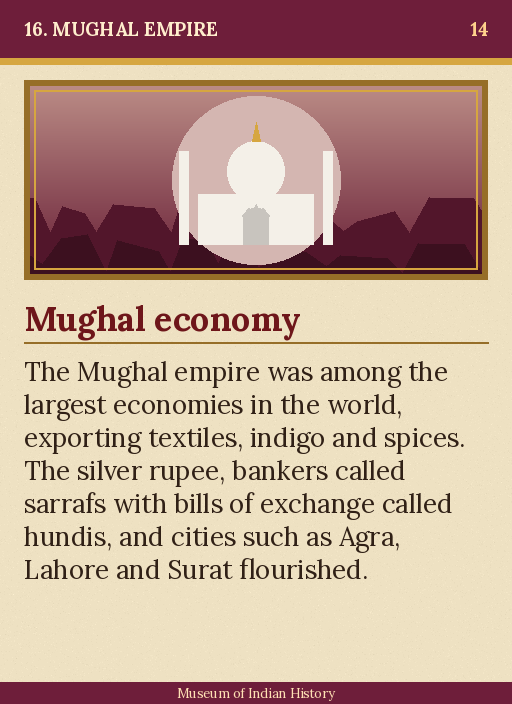 16. MUGHAL EMPIRE 14
Mughal economy
The Mughal empire was among the
largest economies in the world,
exporting textiles, indigo and spices.
The silver rupee, bankers called
sarrafs with bills of exchange called
hundis, and cities such as Agra,
Lahore and Surat flourished.
Museum of Indian History